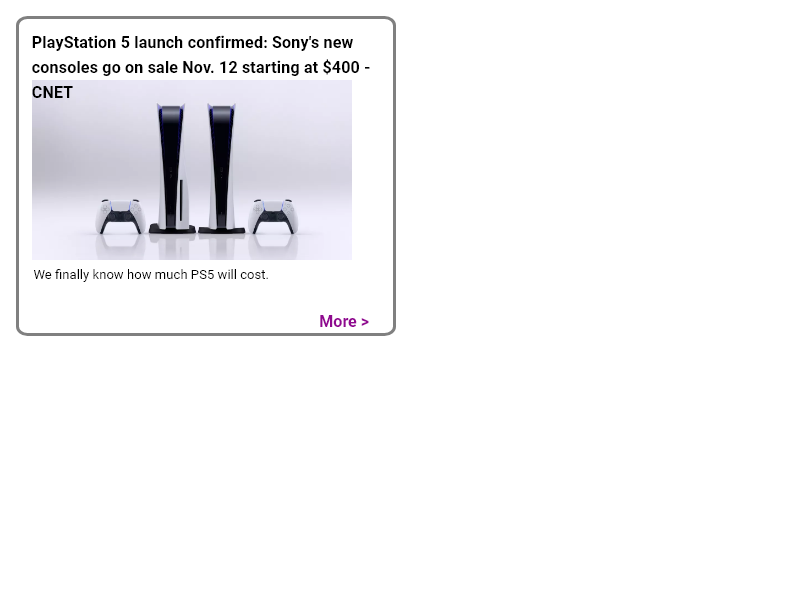 PlayStation 5 launch confirmed: Sony's new
consoles go on sale Nov. 12 starting at $400 -
CNET
We finally know how much PS5 will cost.
More >